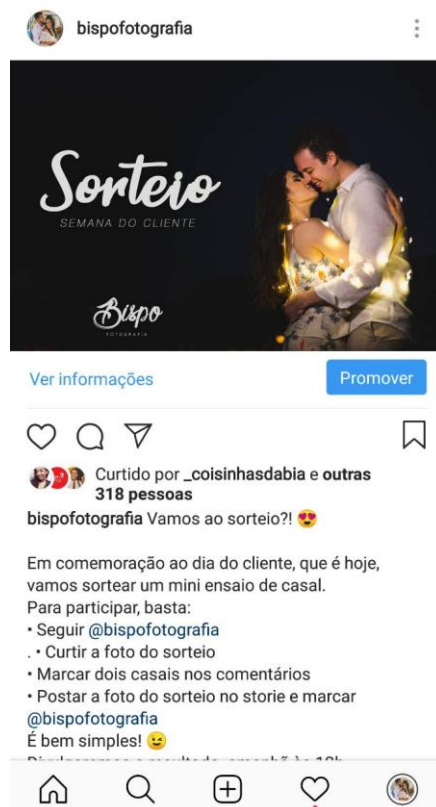 bispofotografia
Sorteio
SEMANA DO CLIENTE
Bispo
FOTOGRAFIA
Ver informações
Promover
Curtido por _coisinhasdabia e outras
318 pessoas
bispofotografia Vamos ao sorteio?! 😍
Em comemoração ao dia do cliente, que é hoje,
vamos sortear um mini ensaio de casal.
Para participar, basta:
• Seguir @bispofotografia
. • Curtir a foto do sorteio
• Marcar dois casais nos comentários
• Postar a foto do sorteio no storie e marcar
@bispofotografia
É bem simples! 😉